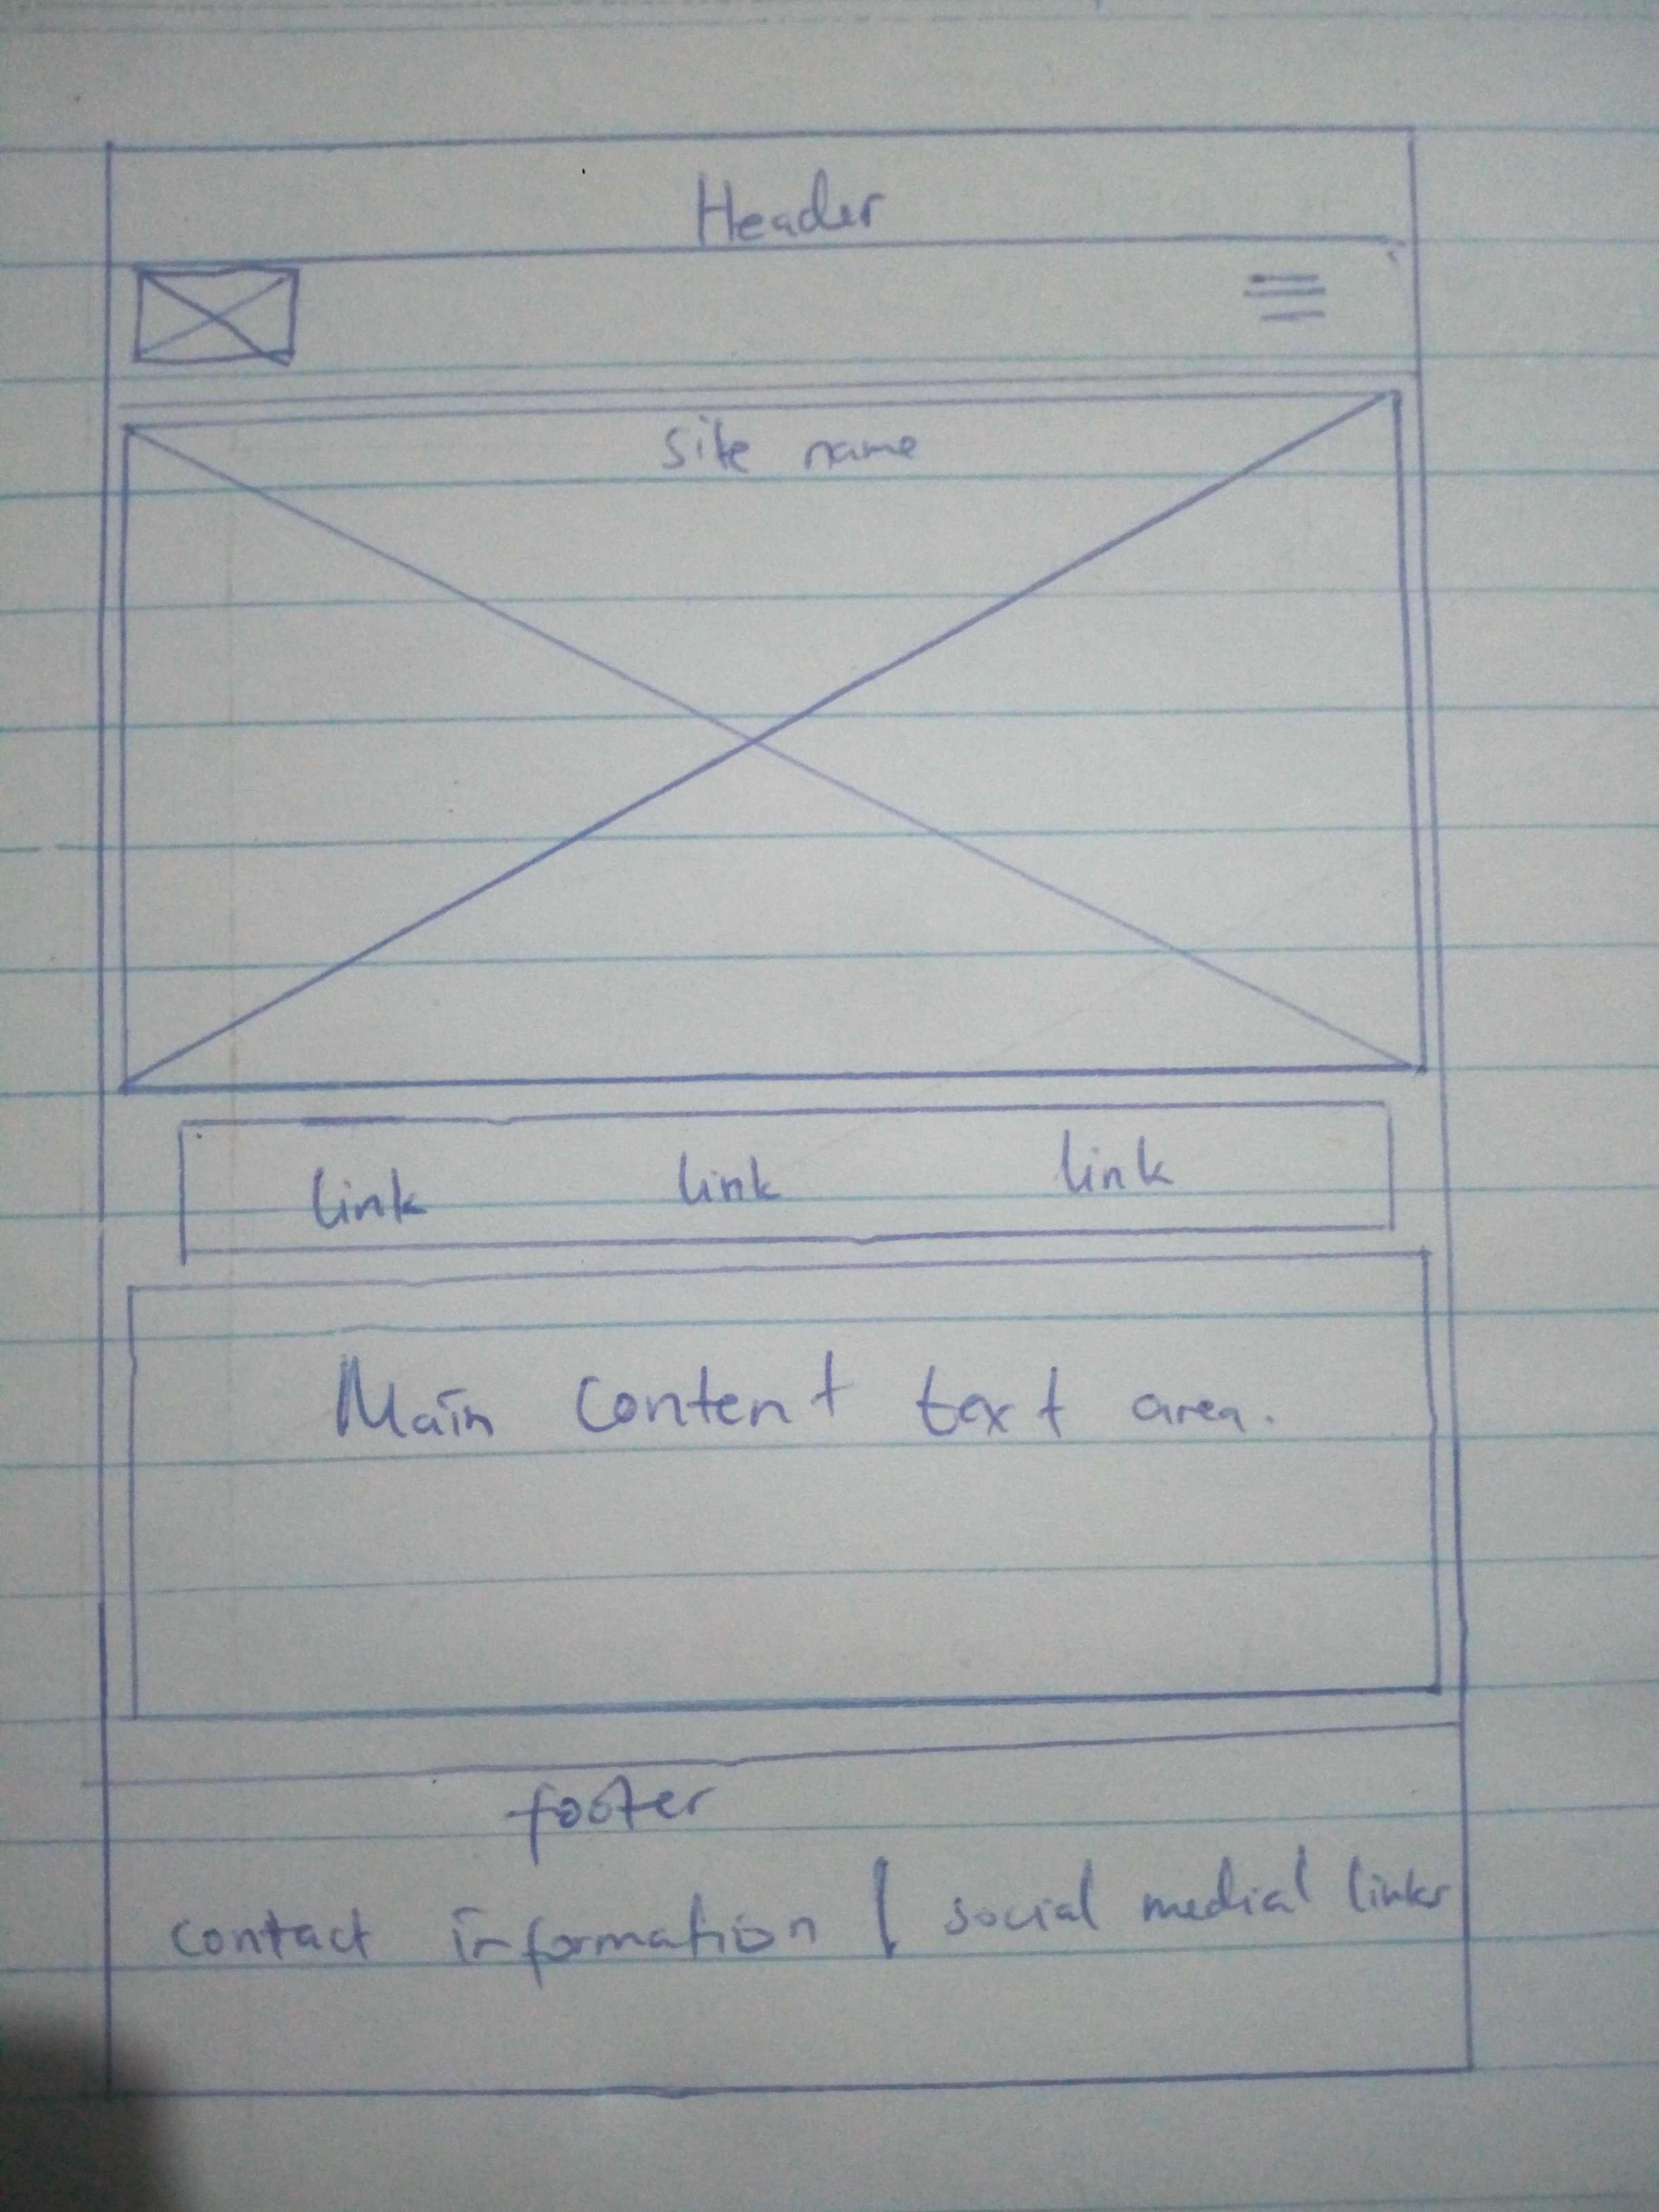 Header
site name
link link link
Main content text area.
footer
contact information | social medial links